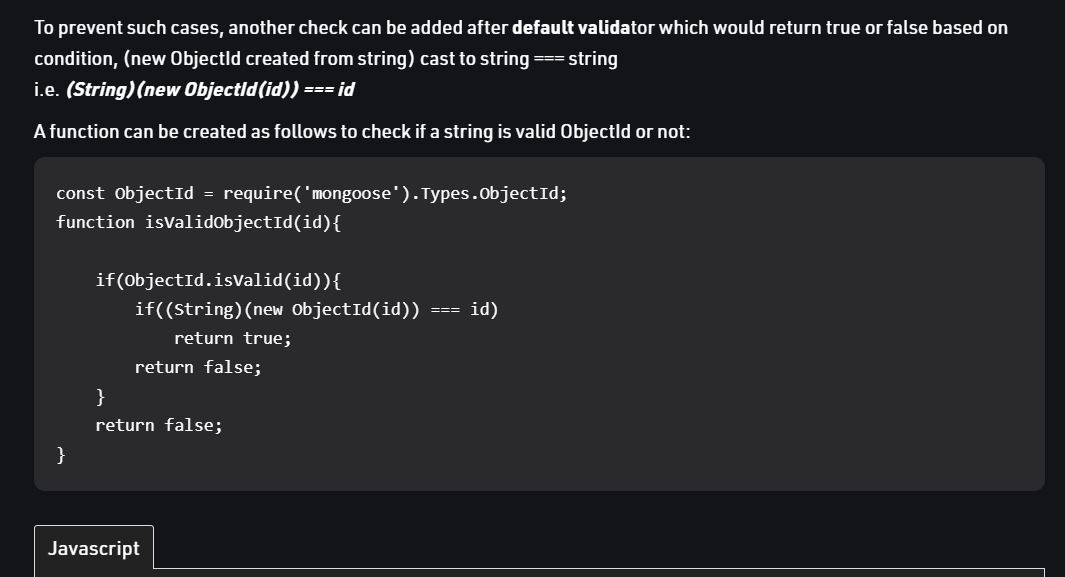 To prevent such cases, another check can be added after default validator which would return true or false based on
condition, (new ObjectId created from string) cast to string === string
i.e. (String)(new ObjectId(id)) === id
A function can be created as follows to check if a string is valid ObjectId or not:
const ObjectId = require('mongoose').Types.ObjectId;
function isValidObjectId(id){
    if(ObjectId.isValid(id)){
        if((String)(new ObjectId(id)) === id)
            return true;
        return false;
    }
    return false;
}
Javascript